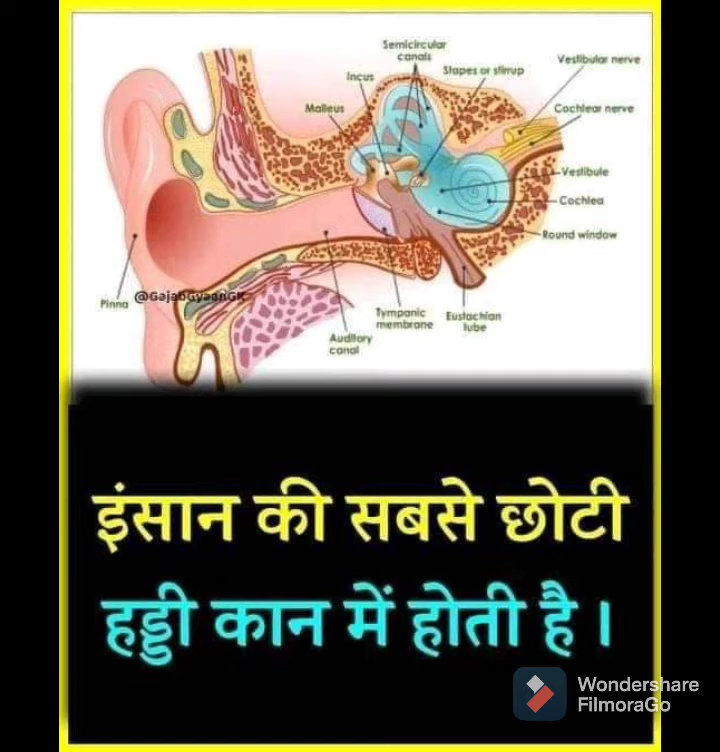 Semicircular
canals
Vestibular nerve
Incus
Stapes or stirrup
Malleus
Cochlear nerve
Vestibule
Cochlea
Round window
Pinna
@GajabGyaanGK
Tympanic
membrane
Eustachian
tube
Auditory
canal
इंसान की सबसे छोटी
हड्डी कान में होती है।
Wondershare
FilmoraGo